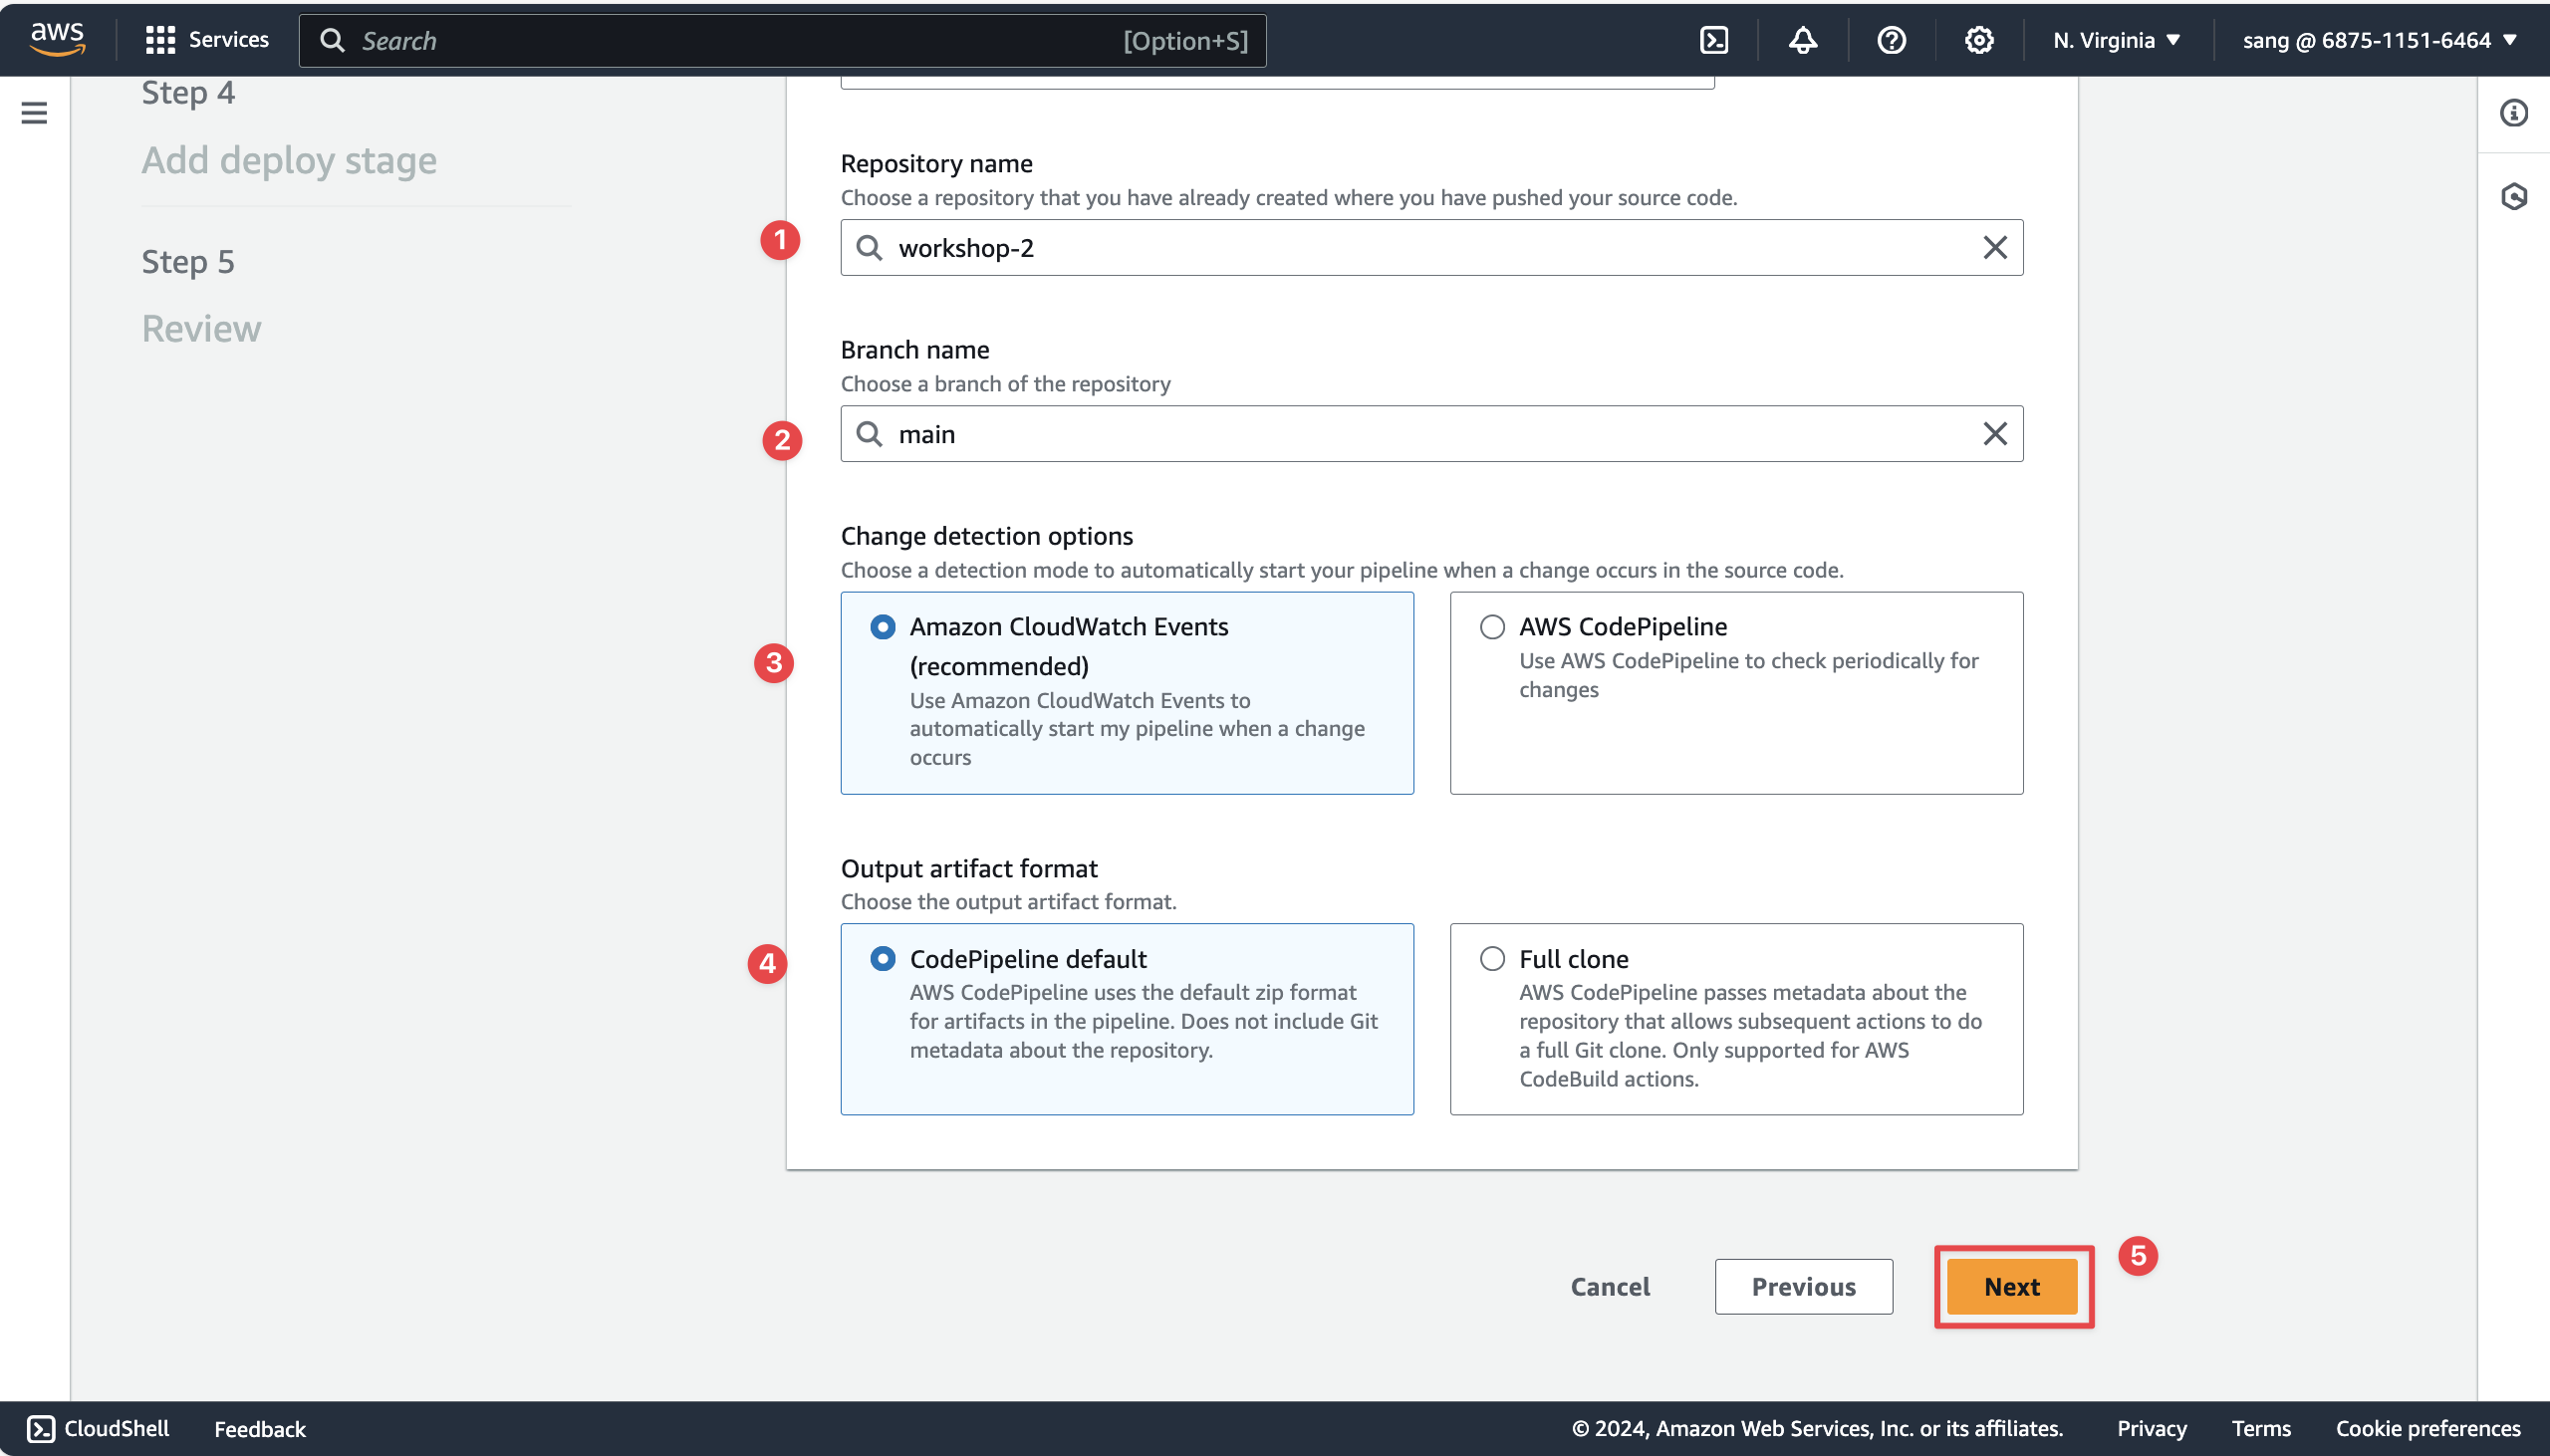 aws
Services
Search
[Option+S]
N. Virginia
sang @ 6875-1151-6464
Step 4
Add deploy stage
Step 5
Review
Repository name
Choose a repository that you have already created where you have pushed your source code.
1
workshop-2
Branch name
Choose a branch of the repository
2
main
Change detection options
Choose a detection mode to automatically start your pipeline when a change occurs in the source code.
3
Amazon CloudWatch Events
(recommended)
Use Amazon CloudWatch Events to
automatically start my pipeline when a change
occurs
AWS CodePipeline
Use AWS CodePipeline to check periodically for
changes
Output artifact format
Choose the output artifact format.
4
CodePipeline default
AWS CodePipeline uses the default zip format
for artifacts in the pipeline. Does not include Git
metadata about the repository.
Full clone
AWS CodePipeline passes metadata about the
repository that allows subsequent actions to do
a full Git clone. Only supported for AWS
CodeBuild actions.
Cancel
Previous
Next
5
CloudShell
Feedback
© 2024, Amazon Web Services, Inc. or its affiliates.
Privacy
Terms
Cookie preferences